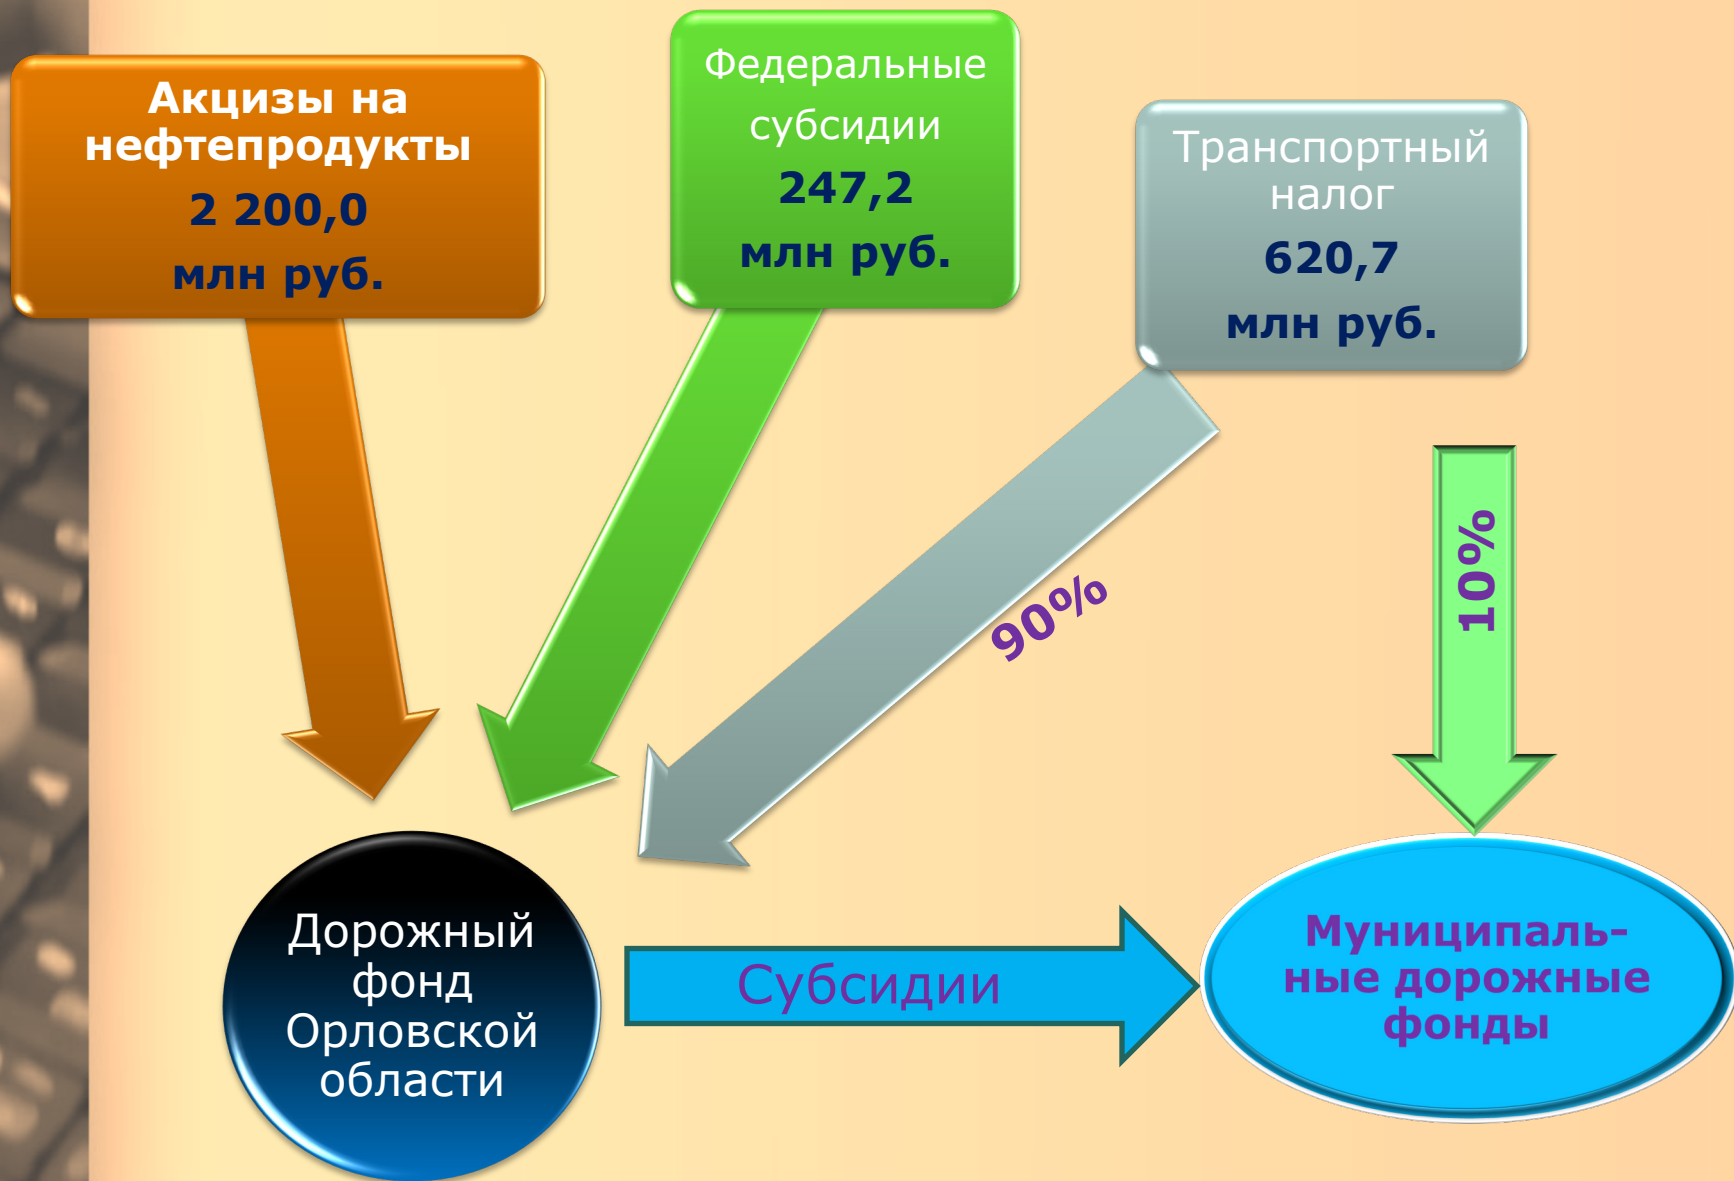 Акцизы на
нефтепродукты
2 200,0
млн руб.
Федеральные
субсидии
247,2
млн руб.
Транспортный
налог
620,7
млн руб.
90%
10%
Дорожный
фонд
Орловской
области
Субсидии
Муниципаль-
ные дорожные
фонды